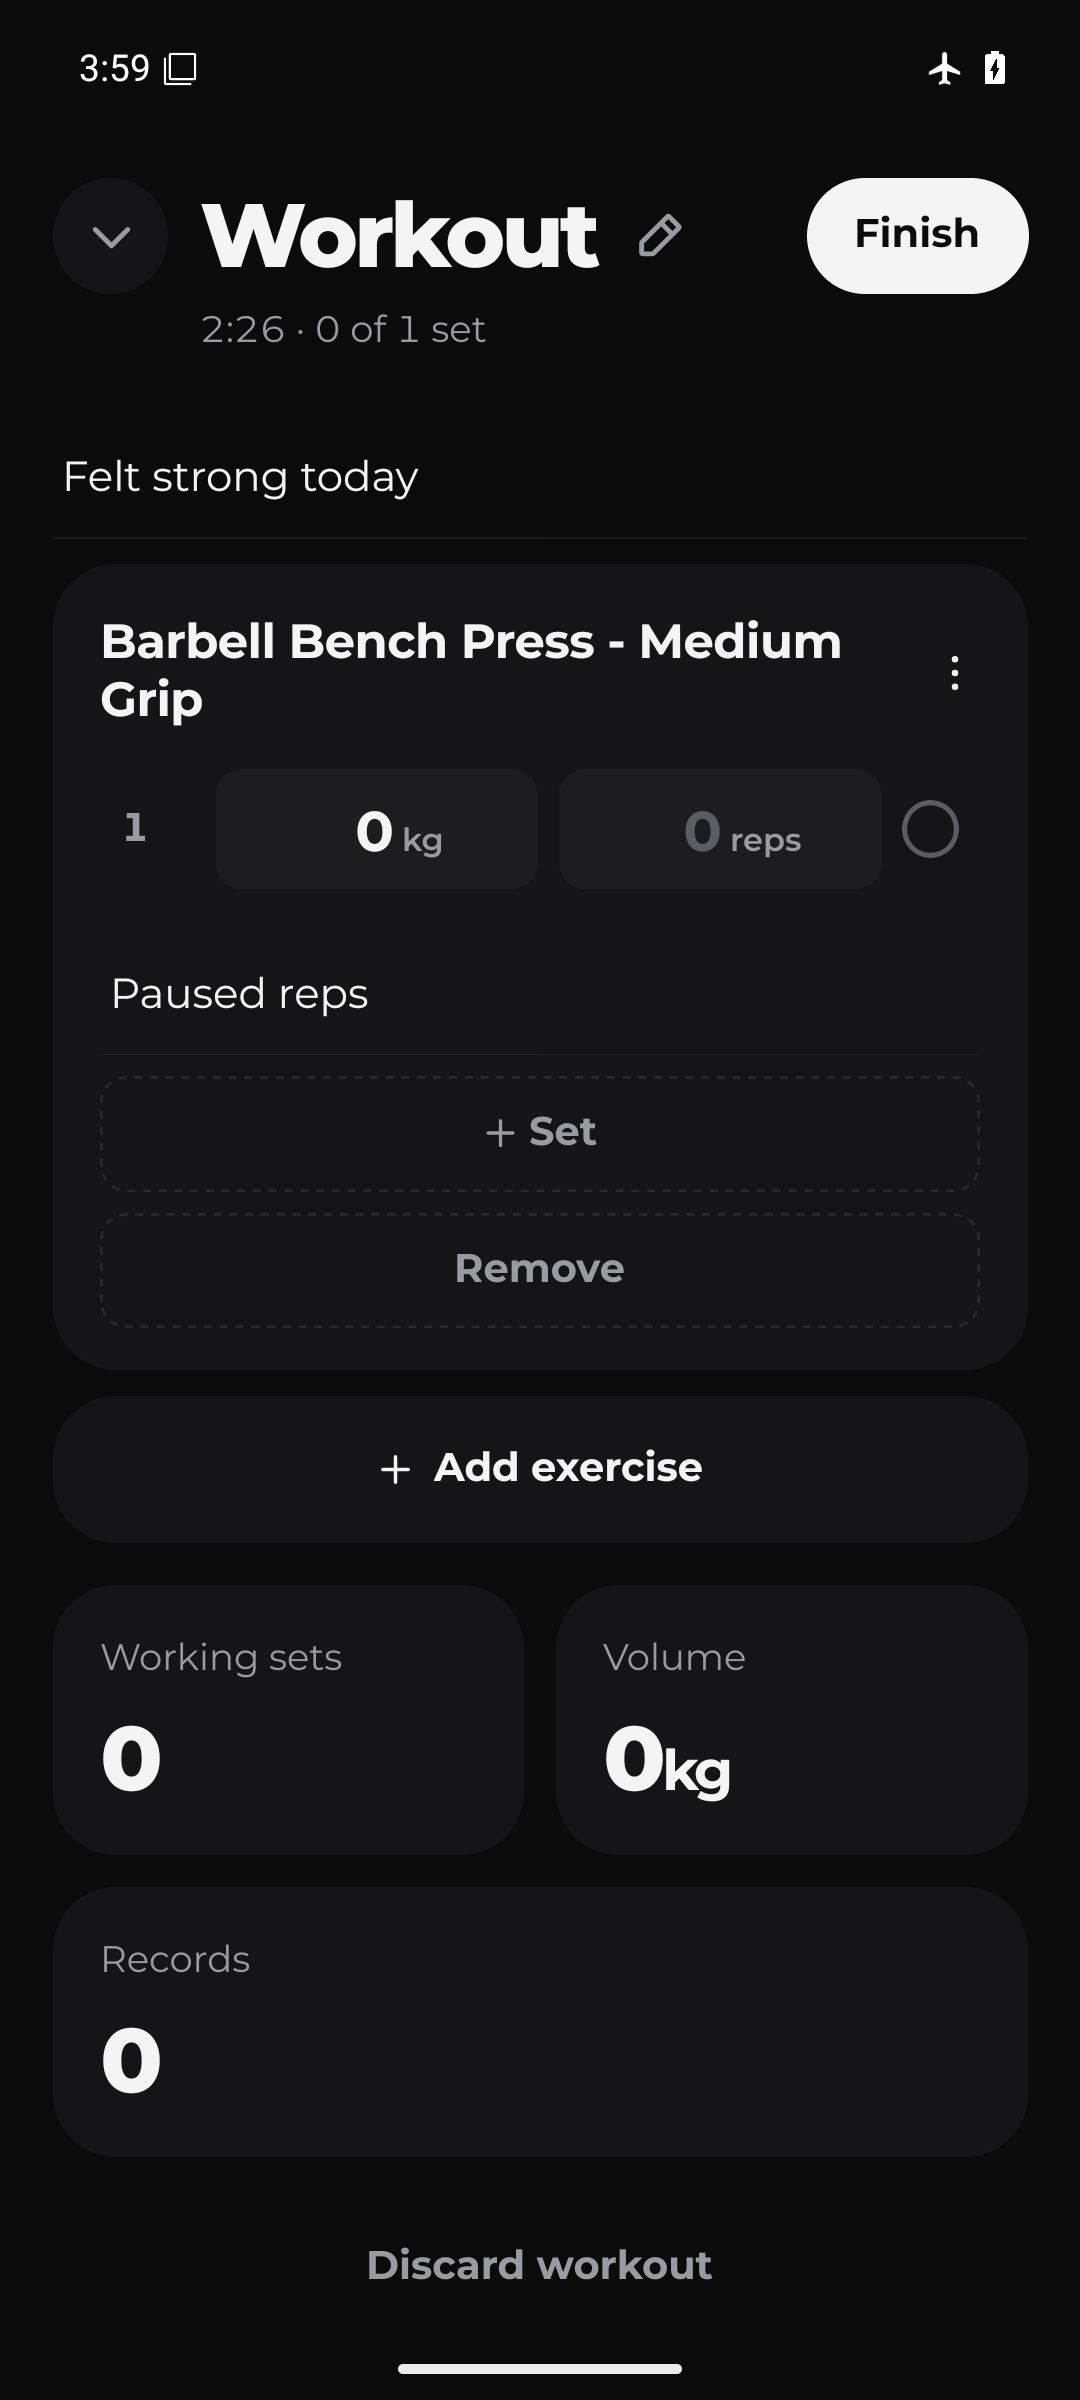 3:59
Workout
Finish
2:26 · 0 of 1 set
Felt strong today
Barbell Bench Press - Medium
Grip
1 0 kg 0 reps
Paused reps
+ Set
Remove
+ Add exercise
Working sets
0
Volume
0kg
Records
0
Discard workout